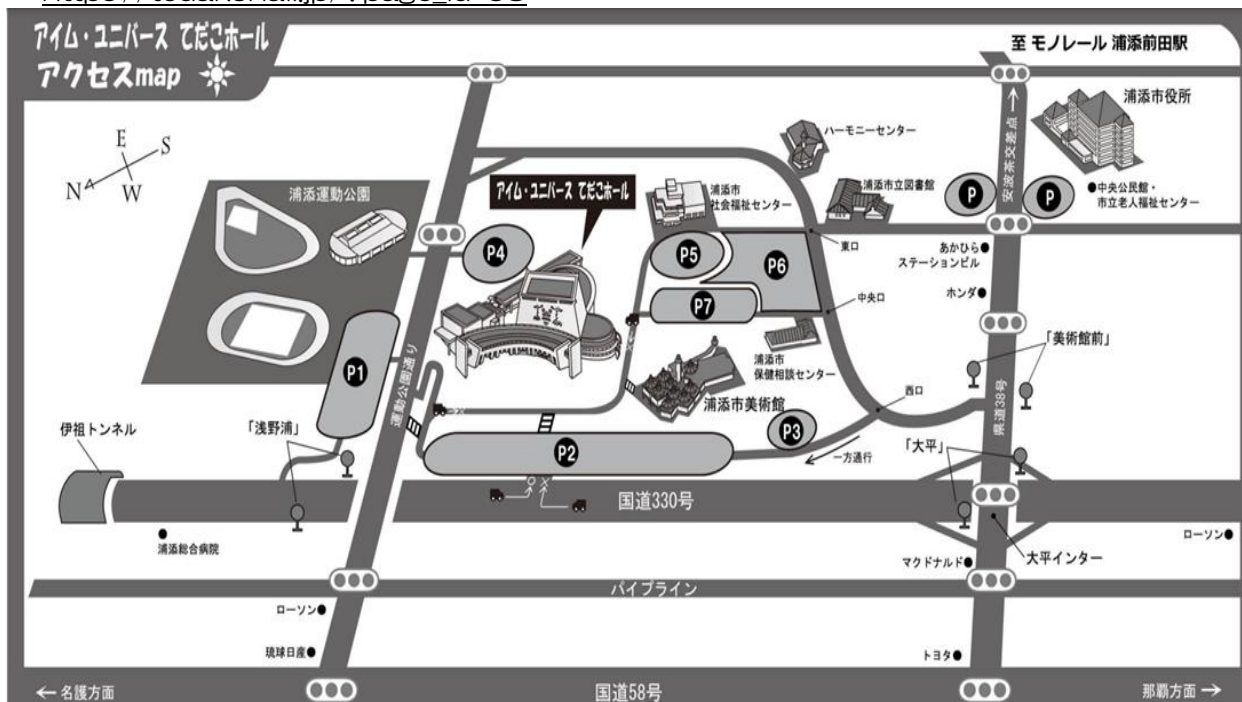 https://tedakohall.jp/?page_id=56
アイム・ユニバース てだこホール
アクセスmap
至 モノレール 浦添前田駅
浦添市役所
ハーモニーセンター
E
S
N
W
浦添運動公園
アイム・ユニバース てだこホール
浦添市
社会福祉センター
浦添市立図書館
安波茶交差点
P
P
中央公民館・
市立老人福祉センター
P4
P5
P6
東口
あかひら
ステーションビル
P7
中央口
ホンダ
P1
運動公園通り
浦添市
保健相談センター
「美術館前」
浦添市美術館
西口
県道38号
伊祖トンネル
「浅野浦」
P2
P3
一方通行
「大平」
国道330号
浦添総合病院
ローソン
マクドナルド
大平インター
パイプライン
ローソン
琉球日産
トヨタ
←名護方面
国道58号
那覇方面→